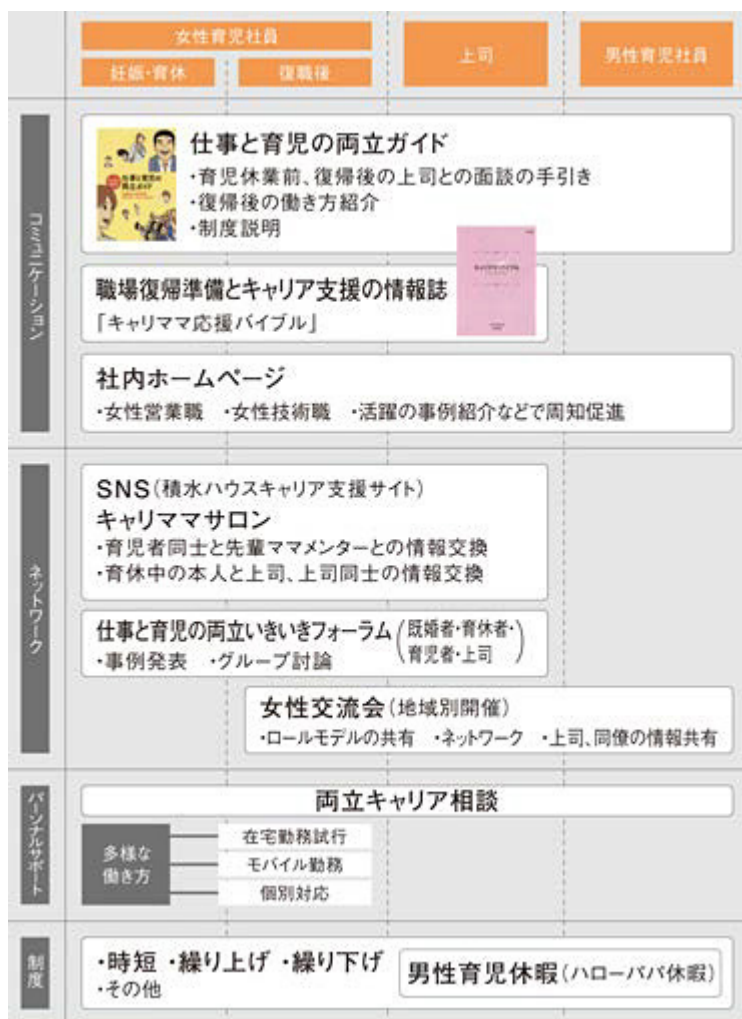 女性育児社員
妊娠・育休
復職後
上司
男性育児社員
コミュニケーション
仕事と育児の両立ガイド
・育児休業前、復帰後の上司との面談の手引き
・復帰後の働き方紹介
・制度説明
仕事と育児の
両立ガイド
職場復帰準備とキャリア支援の情報誌
「キャリママ応援バイブル」
社内ホームページ
・女性営業職 ・女性技術職 ・活躍の事例紹介などで周知促進
ネットワーク
SNS(積水ハウスキャリア支援サイト)
キャリママサロン
・育児者同士と先輩ママメンターとの情報交換
・育休中の本人と上司、上司同士の情報交換
仕事と育児の両立いきいきフォーラム(既婚者・育休者・
育児者・上司)
・事例発表 ・グループ討論
女性交流会(地域別開催)
・ロールモデルの共有 ・ネットワーク ・上司、同僚の情報共有
パーソナルサポート
両立キャリア相談
多様な
働き方
在宅勤務試行
モバイル勤務
個別対応
制度
・時短 ・繰り上げ ・繰り下げ
・その他
男性育児休暇(ハローパパ休暇)